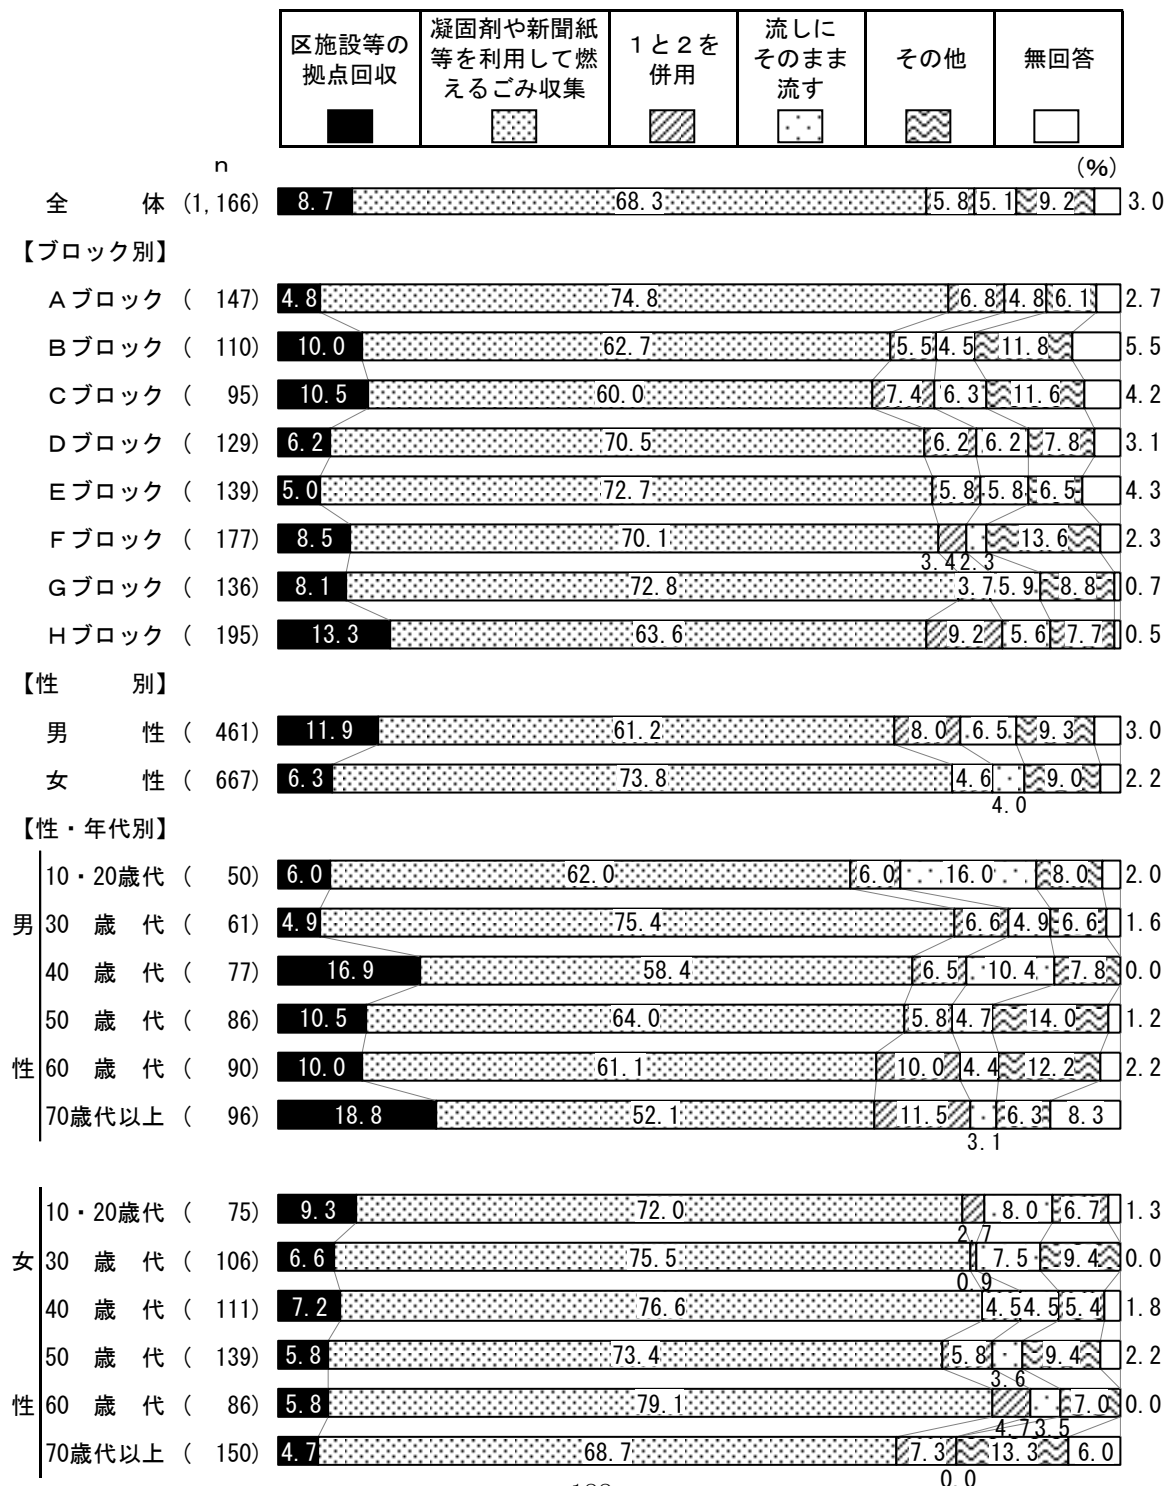 区施設等の
拠点回収
凝固剤や新聞紙
等を利用して燃
えるごみ収集
１と２を
併用
流しに
そのまま
流す
その他
無回答
ｎ (%)
全 体 (1,166) 8.7 68.3 5.8 5.1 9.2 3.0
【ブロック別】
Ａブロック ( 147) 4.8 74.8 6.8 4.8 6.1 2.7
Ｂブロック ( 110) 10.0 62.7 5.5 4.5 11.8 5.5
Ｃブロック ( 95) 10.5 60.0 7.4 6.3 11.6 4.2
Ｄブロック ( 129) 6.2 70.5 6.2 6.2 7.8 3.1
Ｅブロック ( 139) 5.0 72.7 5.8 5.8 6.5 4.3
Ｆブロック ( 177) 8.5 70.1 13.6 2.3
3.4 2.3
Ｇブロック ( 136) 8.1 72.8 3.7 5.9 8.8 0.7
Ｈブロック ( 195) 13.3 63.6 9.2 5.6 7.7 0.5
【性 別】
男 性 ( 461) 11.9 61.2 8.0 6.5 9.3 3.0
女 性 ( 667) 6.3 73.8 4.6 9.0 2.2
4.0
【性・年代別】
10・20歳代 ( 50) 6.0 62.0 6.0 16.0 8.0 2.0
男 30 歳 代 ( 61) 4.9 75.4 6.6 4.9 6.6 1.6
40 歳 代 ( 77) 16.9 58.4 6.5 10.4 7.8 0.0
50 歳 代 ( 86) 10.5 64.0 5.8 4.7 14.0 1.2
性 60 歳 代 ( 90) 10.0 61.1 10.0 4.4 12.2 2.2
70歳代以上 ( 96) 18.8 52.1 11.5 6.3 8.3
3.1
10・20歳代 ( 75) 9.3 72.0 8.0 6.7 1.3
2.7
女 30 歳 代 ( 106) 6.6 75.5 7.5 9.4 0.0
0.9
40 歳 代 ( 111) 7.2 76.6 4.5 4.5 5.4 1.8
50 歳 代 ( 139) 5.8 73.4 5.8 9.4 2.2
3.6
性 60 歳 代 ( 86) 5.8 79.1 7.0 0.0
4.7 3.5
70歳代以上 ( 150) 4.7 68.7 7.3 13.3 6.0
0.0